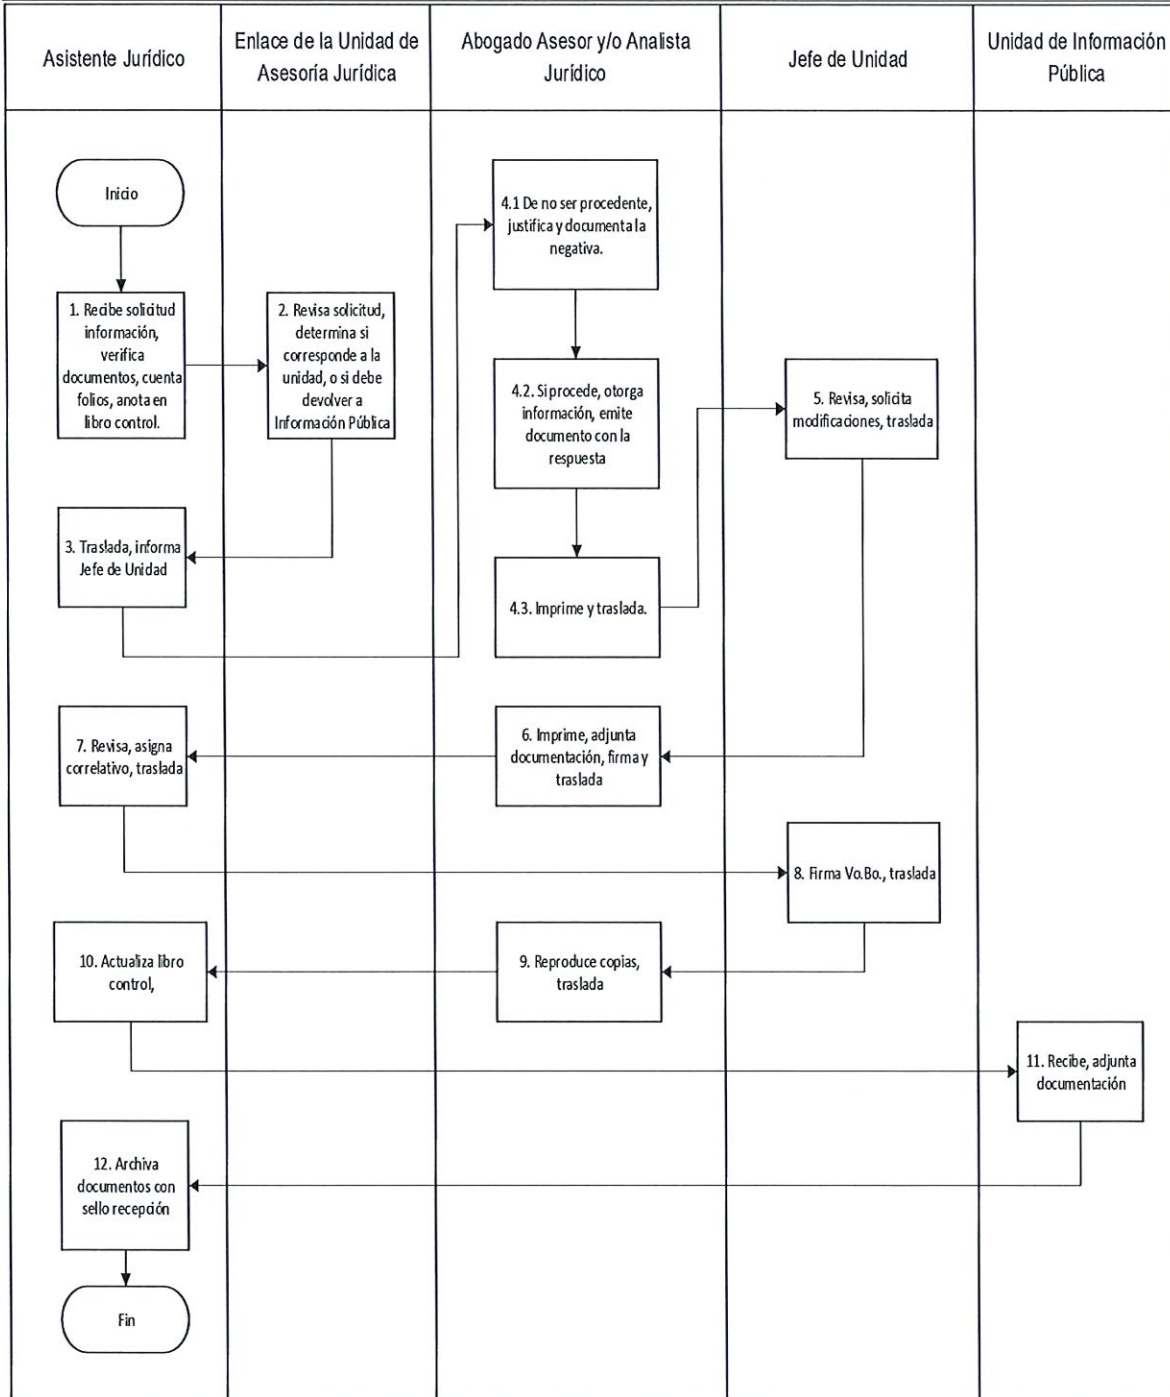 Asistente Jurídico
Enlace de la Unidad de
Asesoría Jurídica
Abogado Asesor y/o Analista
Jurídico
Jefe de Unidad
Unidad de Información
Pública
Inicio
1. Recibe solicitud
información,
verifica
documentos, cuenta
folios, anota en
libro control.
2. Revisa solicitud,
determina si
corresponde a la
unidad, o si debe
devolver a
Información Pública
3. Traslada, informa
Jefe de Unidad
4.1 De no ser procedente,
justifica y documenta la
negativa.
4.2. Si procede, otorga
información, emite
documento con la
respuesta
4.3. Imprime y traslada.
5. Revisa, solicita
modificaciones, traslada
6. Imprime, adjunta
documentación, firma y
traslada
7. Revisa, asigna
correlativo, traslada
8. Firma Vo.Bo., traslada
9. Reproduce copias,
traslada
10. Actualiza libro
control,
11. Recibe, adjunta
documentación
12. Archiva
documentos con
sello recepción
Fin